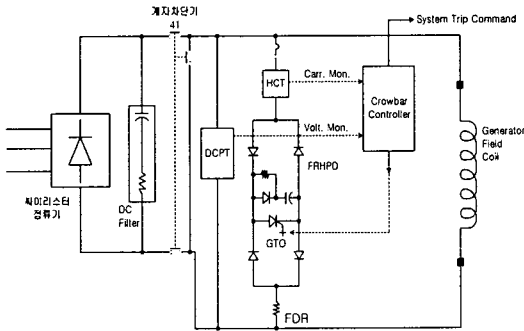 계자차단기
41
System Trip Command
HCT
Carr. Mon.
Crowbar
Controller
Volt. Mon.
DCPT
FRHPD
Generator
Field
Coil
싸이리스터
정류기
DC
Filter
GTO
FDR